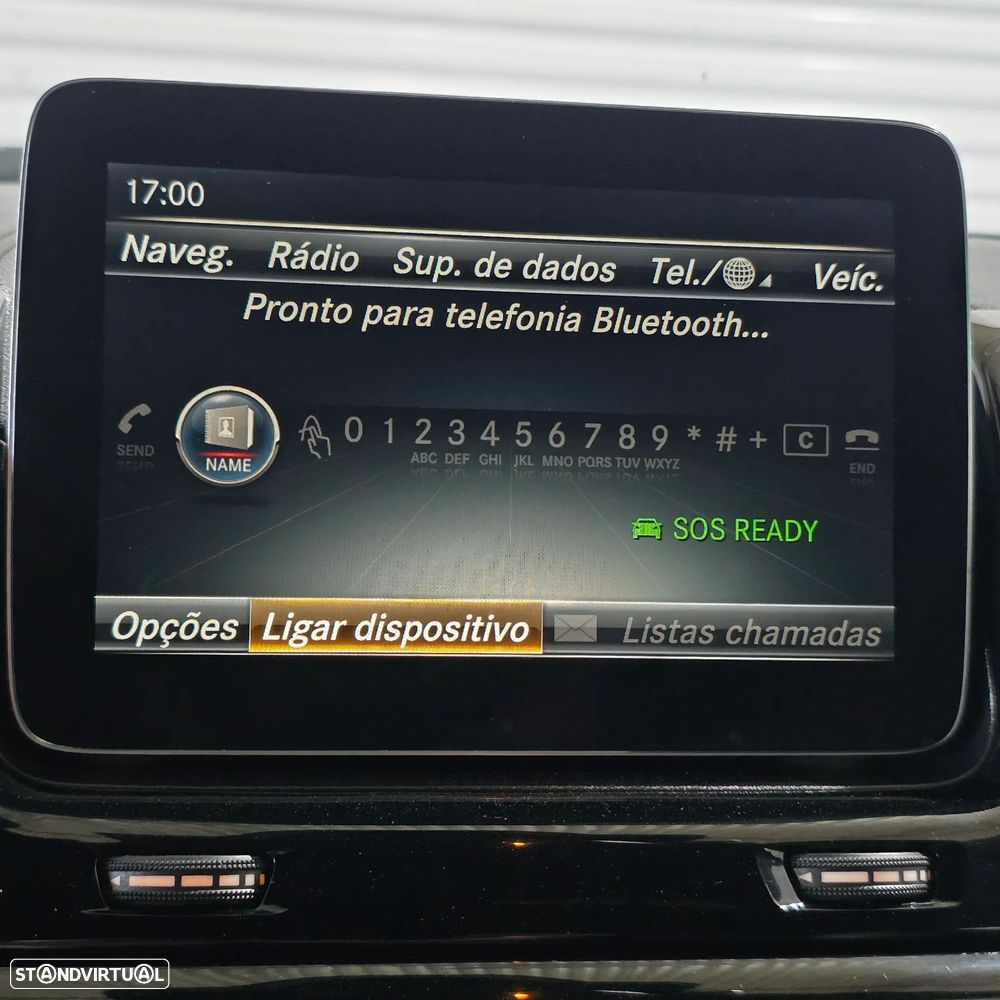 17:00
Naveg. Rádio Sup. de dados Tel./ Veíc.
Pronto para telefonia Bluetooth...
SEND NAME 0 1 2 3 4 5 6 7 8 9 * # + C END
ABC DEF GHI JKL MNO PQRS TUV WXYZ
SOS READY
Opções Ligar dispositivo Listas chamadas
STANDVIRTUAL